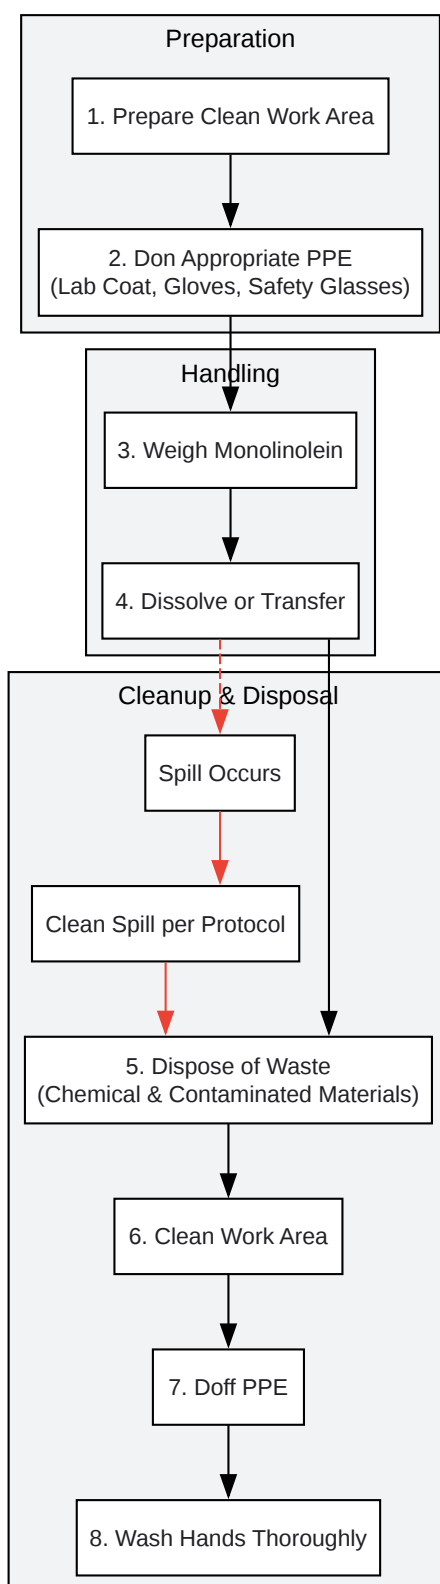 Preparation
1. Prepare Clean Work Area
2. Don Appropriate PPE
(Lab Coat, Gloves, Safety Glasses)
Handling
3. Weigh Monolinolein
4. Dissolve or Transfer
Cleanup & Disposal
Spill Occurs
Clean Spill per Protocol
5. Dispose of Waste
(Chemical & Contaminated Materials)
6. Clean Work Area
7. Doff PPE
8. Wash Hands Thoroughly